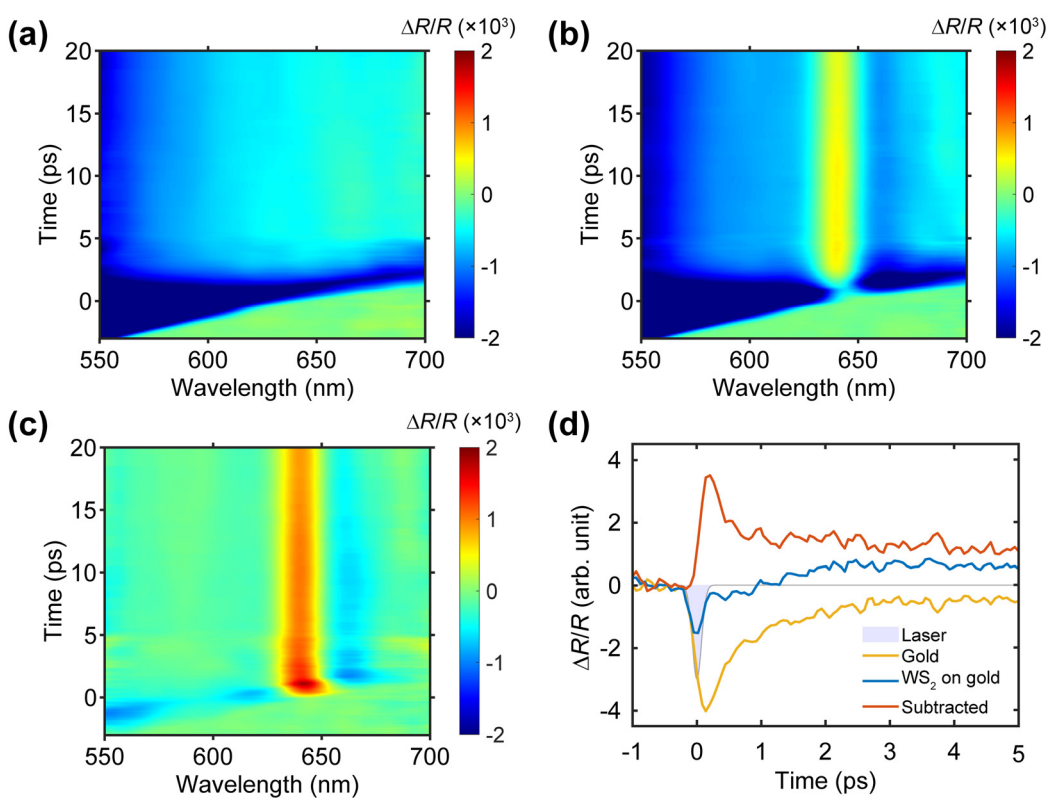 (a)
ΔR/R (×10³)
20
15
10
5
0
Time (ps)
550
600
650
700
Wavelength (nm)
2
1
0
-1
-2
(b)
ΔR/R (×10³)
20
15
10
5
0
Time (ps)
550
600
650
700
Wavelength (nm)
2
1
0
-1
-2
(c)
ΔR/R (×10³)
20
15
10
5
0
Time (ps)
550
600
650
700
Wavelength (nm)
2
1
0
-1
-2
(d)
4
2
0
-2
-4
ΔR/R (arb. unit)
Laser
Gold
WS₂ on gold
Subtracted
-1
0
1
2
3
4
5
Time (ps)